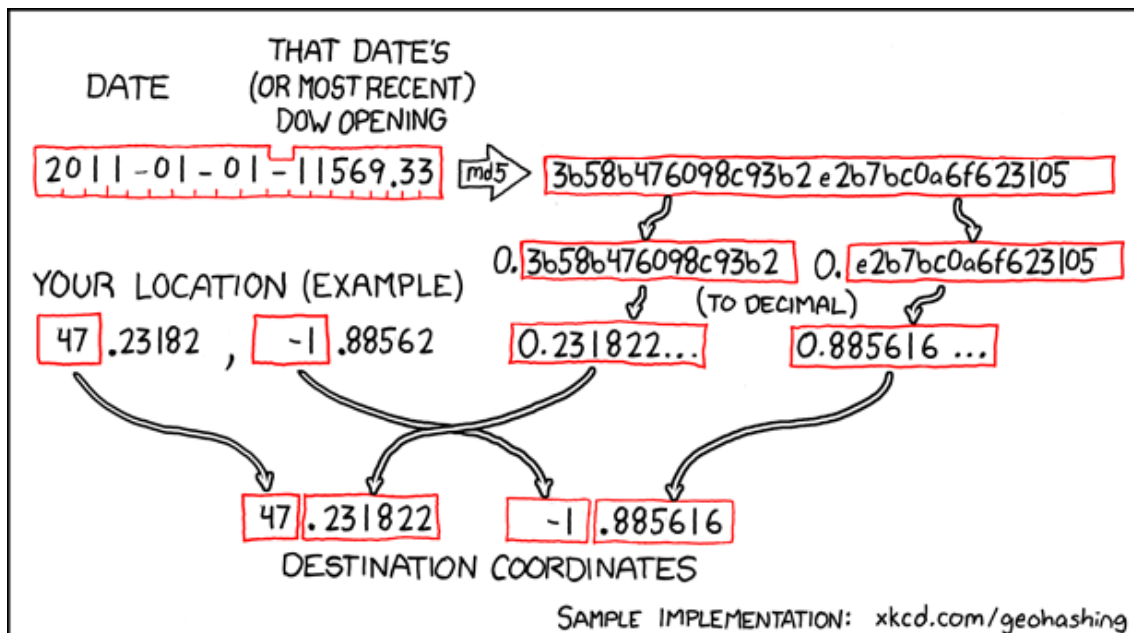 THAT DATE'S
DATE (OR MOST RECENT)
DOW OPENING
2011-01-01-11569.33 md5 3b58b476098c93b2e2b7bc0a6f623105
0.3b58b476098c93b2 0.e2b7bc0a6f623105
YOUR LOCATION (EXAMPLE) (TO DECIMAL)
47.23182, -1.88562 0.231822... 0.885616...
47.231822 -1.885616
DESTINATION COORDINATES
SAMPLE IMPLEMENTATION: xkcd.com/geohashing